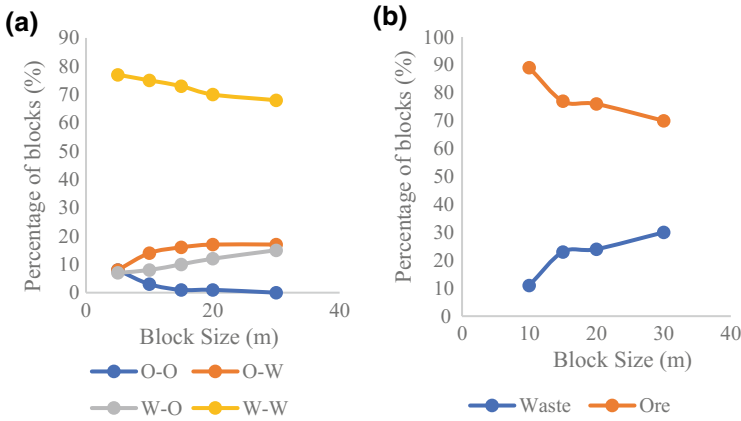 (a)
Percentage of blocks (%)
90
80
70
60
50
40
30
20
10
0
0 20 40
Block Size (m)
O-O O-W
W-O W-W
(b)
Percentage of blocks (%)
100
90
80
70
60
50
40
30
20
10
0
0 10 20 30 40
Block Size (m)
Waste Ore